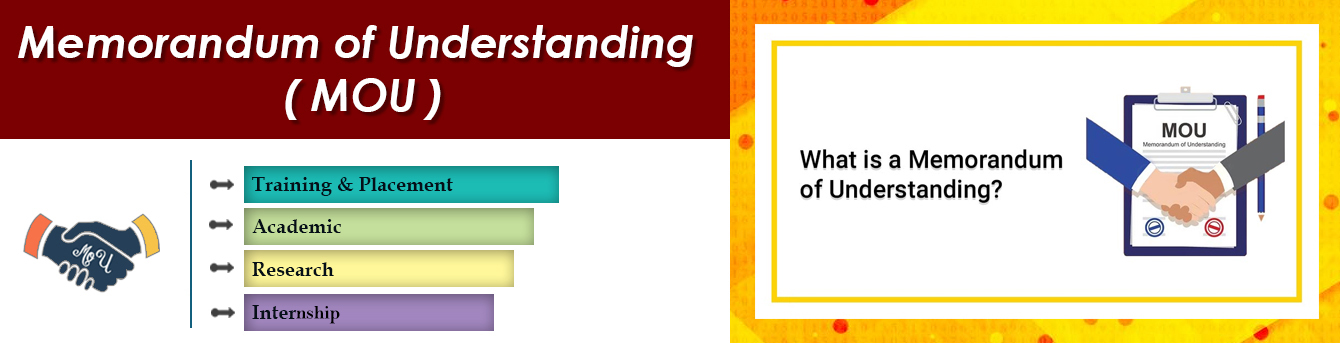 Memorandum of Understanding
( MOU )
MoU
Training & Placement
Academic
Research
Internship
What is a Memorandum
of Understanding?
MOU
Memorandum of Understanding